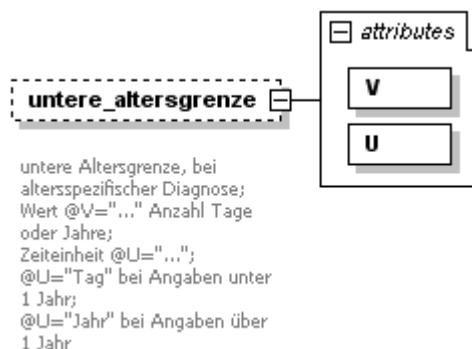 attributes
untere_altersgrenze
V
U
untere Altersgrenze, bei
altersspezifischer Diagnose;
Wert @V="..." Anzahl Tage
oder Jahre;
Zeiteinheit @U="...";
@U="Tag" bei Angaben unter
1 Jahr;
@U="Jahr" bei Angaben über
1 Jahr